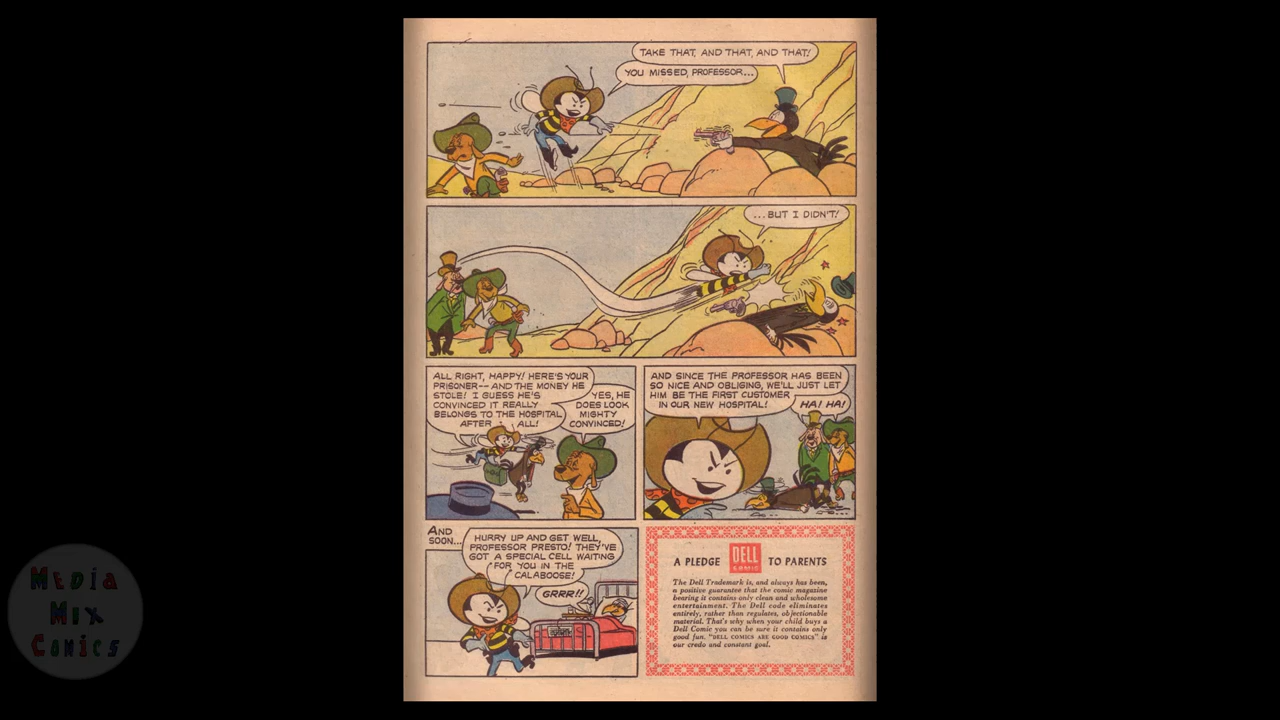 TAKE THAT, AND THAT, AND THAT!
YOU MISSED, PROFESSOR...
...BUT I DIDN'T!
ALL RIGHT, HAPPY! HERE'S YOUR
PRISONER-- AND THE MONEY HE
STOLE! I GUESS HE'S
CONVINCED IT REALLY
BELONGS TO THE HOSPITAL
AFTER ALL!
YES, HE
DOES LOOK
MIGHTY
CONVINCED!
AND SINCE THE PROFESSOR HAS BEEN
SO NICE AND OBLIGING, WE'LL JUST LET
HIM BE THE FIRST CUSTOMER
IN OUR NEW HOSPITAL!
HA! HA!
AND
SOON...
HURRY UP AND GET WELL,
PROFESSOR PRESTO! THEY'VE
GOT A SPECIAL CELL WAITING
FOR YOU IN THE
CALABOOSE!
GRRR!!
A PLEDGE DELL COMIC TO PARENTS
The Dell Trademark is, and always has been,
a positive guarantee that the comic magazine
bearing it contains only clean and wholesome
entertainment. The Dell code eliminates
entirely, rather than regulates, objectionable
material. That's why when your child buys a
Dell Comic you can be sure it contains only
good fun. "DELL COMICS ARE GOOD COMICS" is
our credo and constant goal.
MEDIA
MIX
COMICS